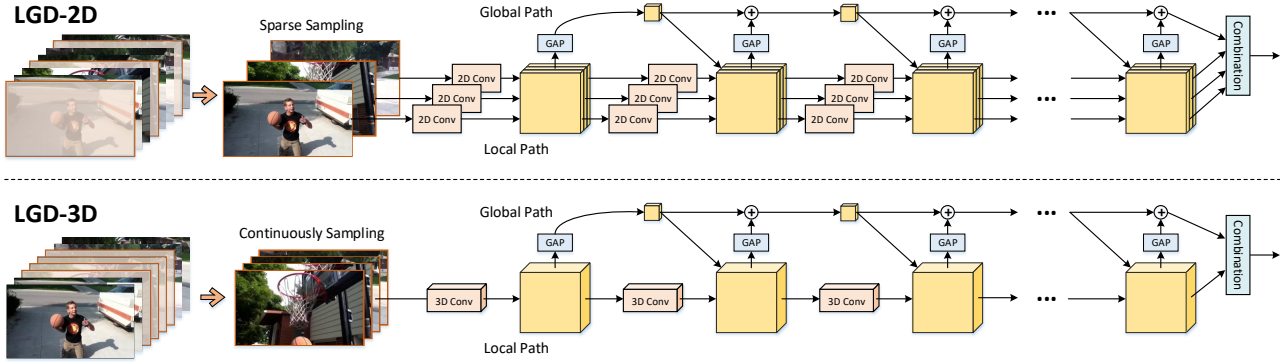 LGD-2D
Sparse Sampling
Global Path
GAP
GAP
GAP
GAP
2D Conv
2D Conv
2D Conv
2D Conv
2D Conv
2D Conv
2D Conv
2D Conv
2D Conv
Local Path
Combination
LGD-3D
Continuously Sampling
Global Path
GAP
GAP
GAP
GAP
3D Conv
3D Conv
3D Conv
Local Path
Combination